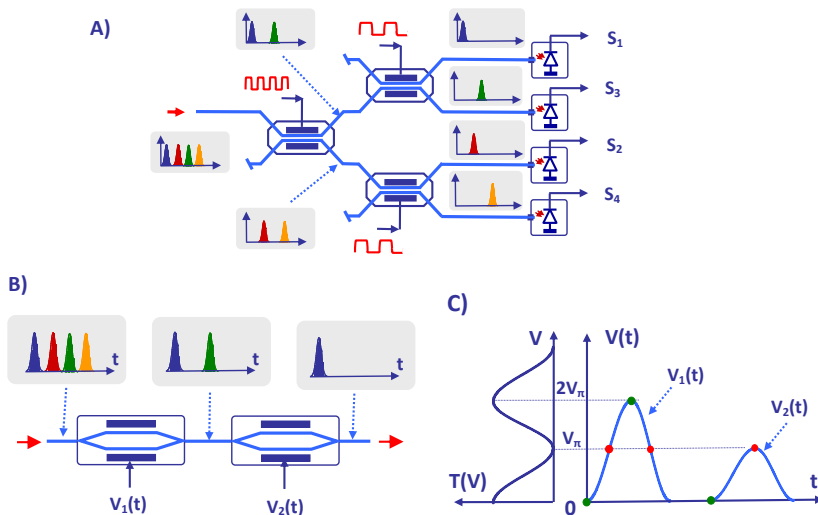 A)
S₁
S₃
S₂
S₄
B)
t
t
t
V₁(t)
V₂(t)
C)
V
V(t)
2Vπ
V₁(t)
V₂(t)
Vπ
T(V)
0
t